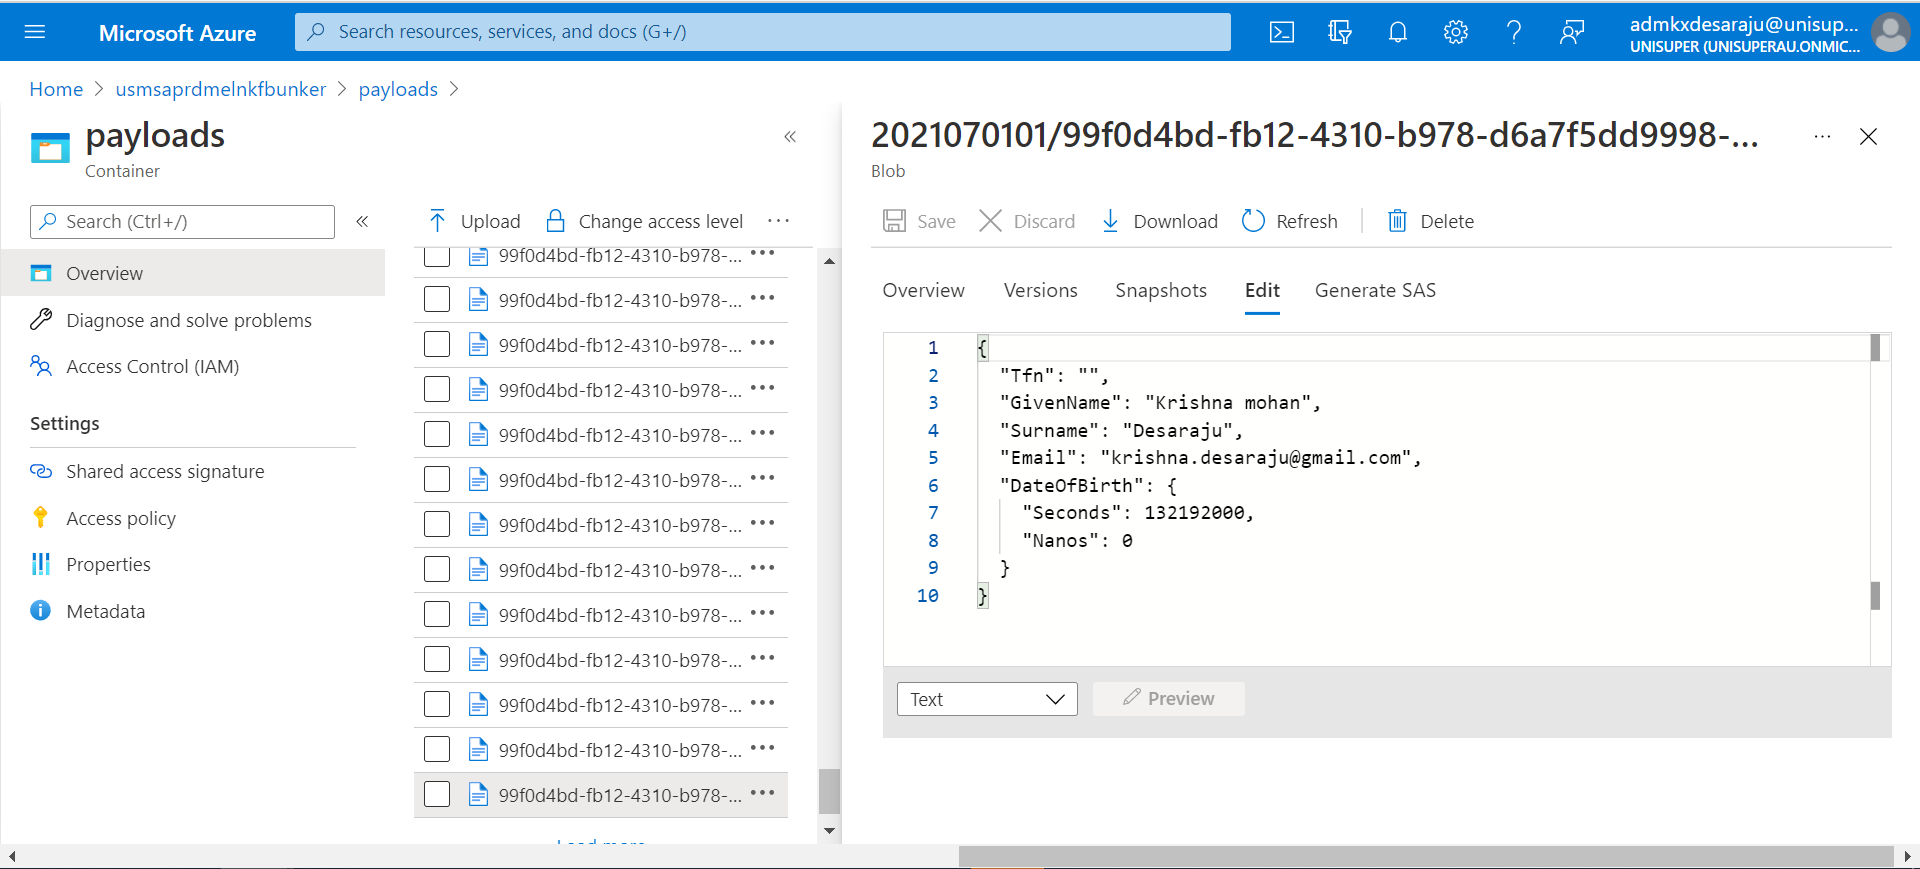 Microsoft Azure
Search resources, services, and docs (G+/)
admkxdesaraju@unisup...
UNISUPER (UNISUPERAU.ONMIC...
Home > usmsaprdmelnkfbunker > payloads >
payloads
Container
Search (Ctrl+/)
Overview
Diagnose and solve problems
Access Control (IAM)
Settings
Shared access signature
Access policy
Properties
Metadata
Upload
Change access level
99f0d4bd-fb12-4310-b978-...
99f0d4bd-fb12-4310-b978-...
99f0d4bd-fb12-4310-b978-...
99f0d4bd-fb12-4310-b978-...
99f0d4bd-fb12-4310-b978-...
99f0d4bd-fb12-4310-b978-...
99f0d4bd-fb12-4310-b978-...
99f0d4bd-fb12-4310-b978-...
99f0d4bd-fb12-4310-b978-...
99f0d4bd-fb12-4310-b978-...
99f0d4bd-fb12-4310-b978-...
99f0d4bd-fb12-4310-b978-...
99f0d4bd-fb12-4310-b978-...
Load more
2021070101/99f0d4bd-fb12-4310-b978-d6a7f5dd9998-...
Blob
Save Discard Download Refresh Delete
Overview Versions Snapshots Edit Generate SAS
1 {
2 "Tfn": "",
3 "GivenName": "Krishna mohan",
4 "Surname": "Desaraju",
5 "Email": "krishna.desaraju@gmail.com",
6 "DateOfBirth": {
7 "Seconds": 132192000,
8 "Nanos": 0
9 }
10 }
Text
Preview